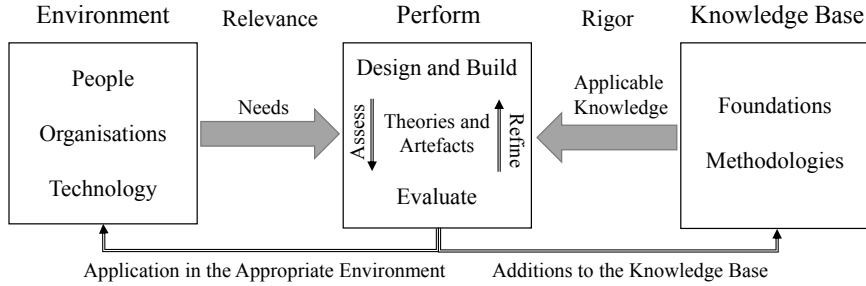 Environment
Relevance
Perform
Rigor
Knowledge Base
People
Organisations
Technology
Needs
Design and Build
Assess
Theories and
Artefacts
Refine
Evaluate
Applicable
Knowledge
Foundations
Methodologies
Application in the Appropriate Environment
Additions to the Knowledge Base